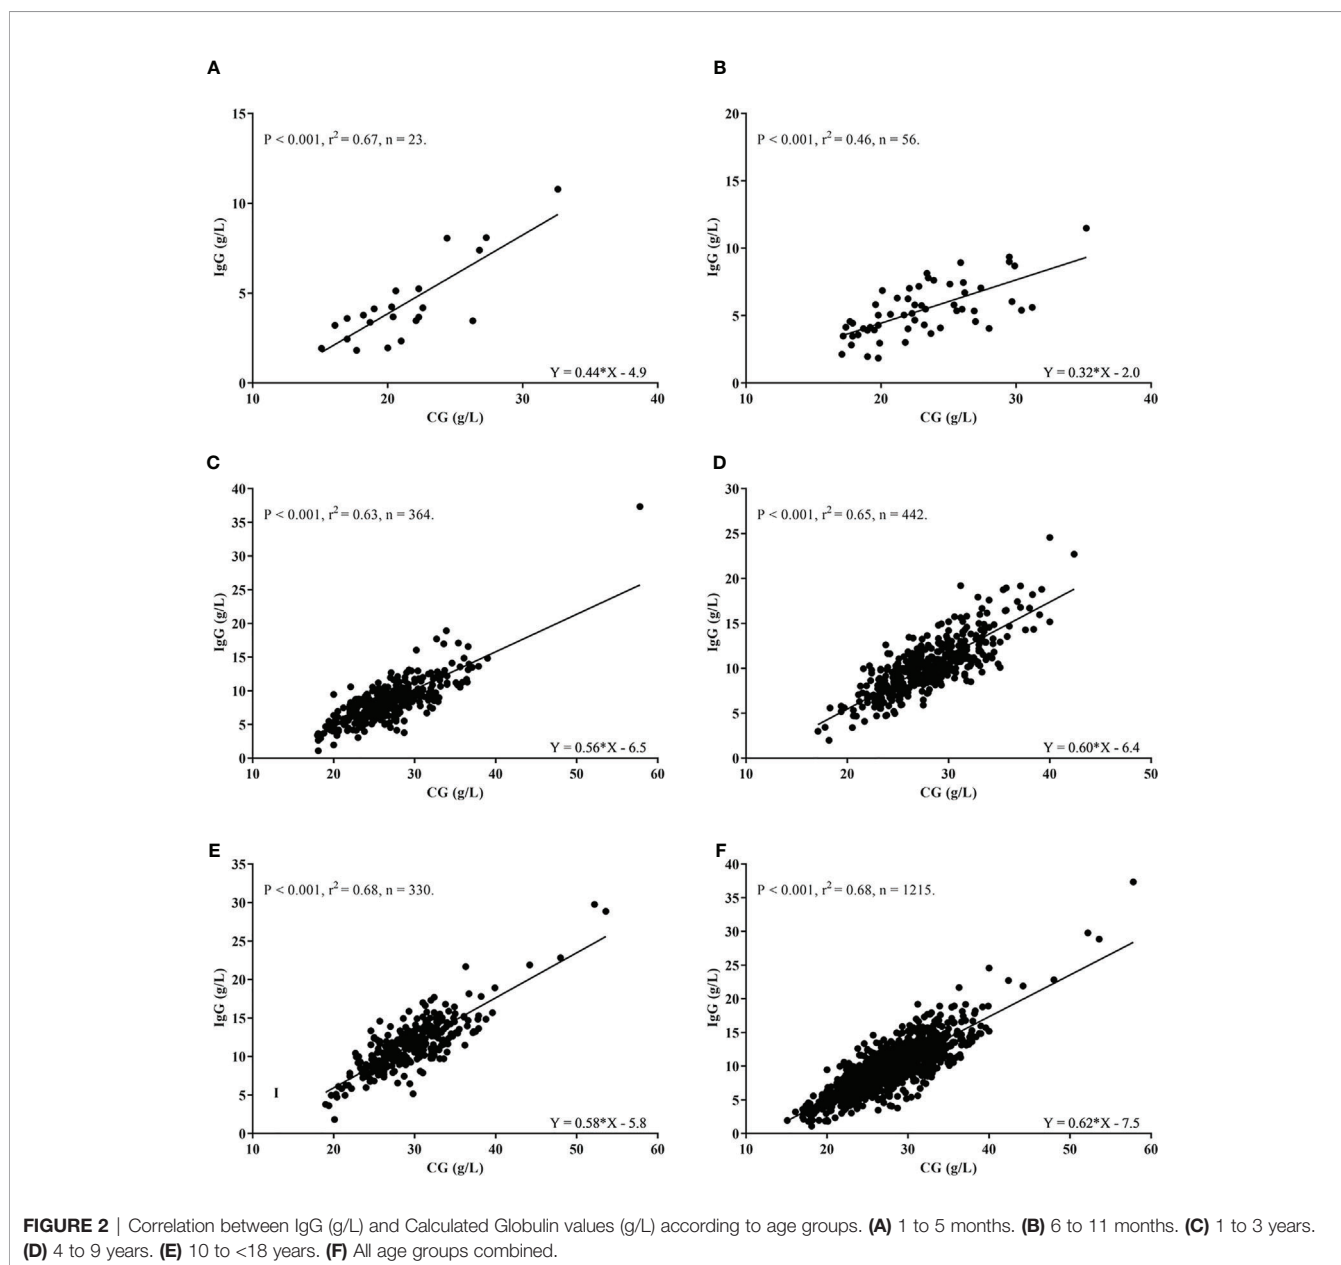 A
P < 0.001, r² = 0.67, n = 23.
IgG (g/L)
15
10
5
0
10 20 30 40
CG (g/L)
Y = 0.44*X - 4.9
B
P < 0.001, r² = 0.46, n = 56.
IgG (g/L)
20
15
10
5
0
10 20 30 40
CG (g/L)
Y = 0.32*X - 2.0
C
P < 0.001, r² = 0.63, n = 364.
IgG (g/L)
40
35
30
25
20
15
10
5
0
10 20 30 40 50 60
CG (g/L)
Y = 0.56*X - 6.5
D
P < 0.001, r² = 0.65, n = 442.
IgG (g/L)
30
25
20
15
10
5
0
10 20 30 40 50
CG (g/L)
Y = 0.60*X - 6.4
E
P < 0.001, r² = 0.68, n = 330.
IgG (g/L)
35
30
25
20
15
10
5
0
I
10 20 30 40 50 60
CG (g/L)
Y = 0.58*X - 5.8
F
P < 0.001, r² = 0.68, n = 1215.
IgG (g/L)
40
30
20
15
10
5
0
10 20 30 40 50 60
CG (g/L)
Y = 0.62*X - 7.5
FIGURE 2 | Correlation between IgG (g/L) and Calculated Globulin values (g/L) according to age groups. (A) 1 to 5 months. (B) 6 to 11 months. (C) 1 to 3 years.
(D) 4 to 9 years. (E) 10 to <18 years. (F) All age groups combined.